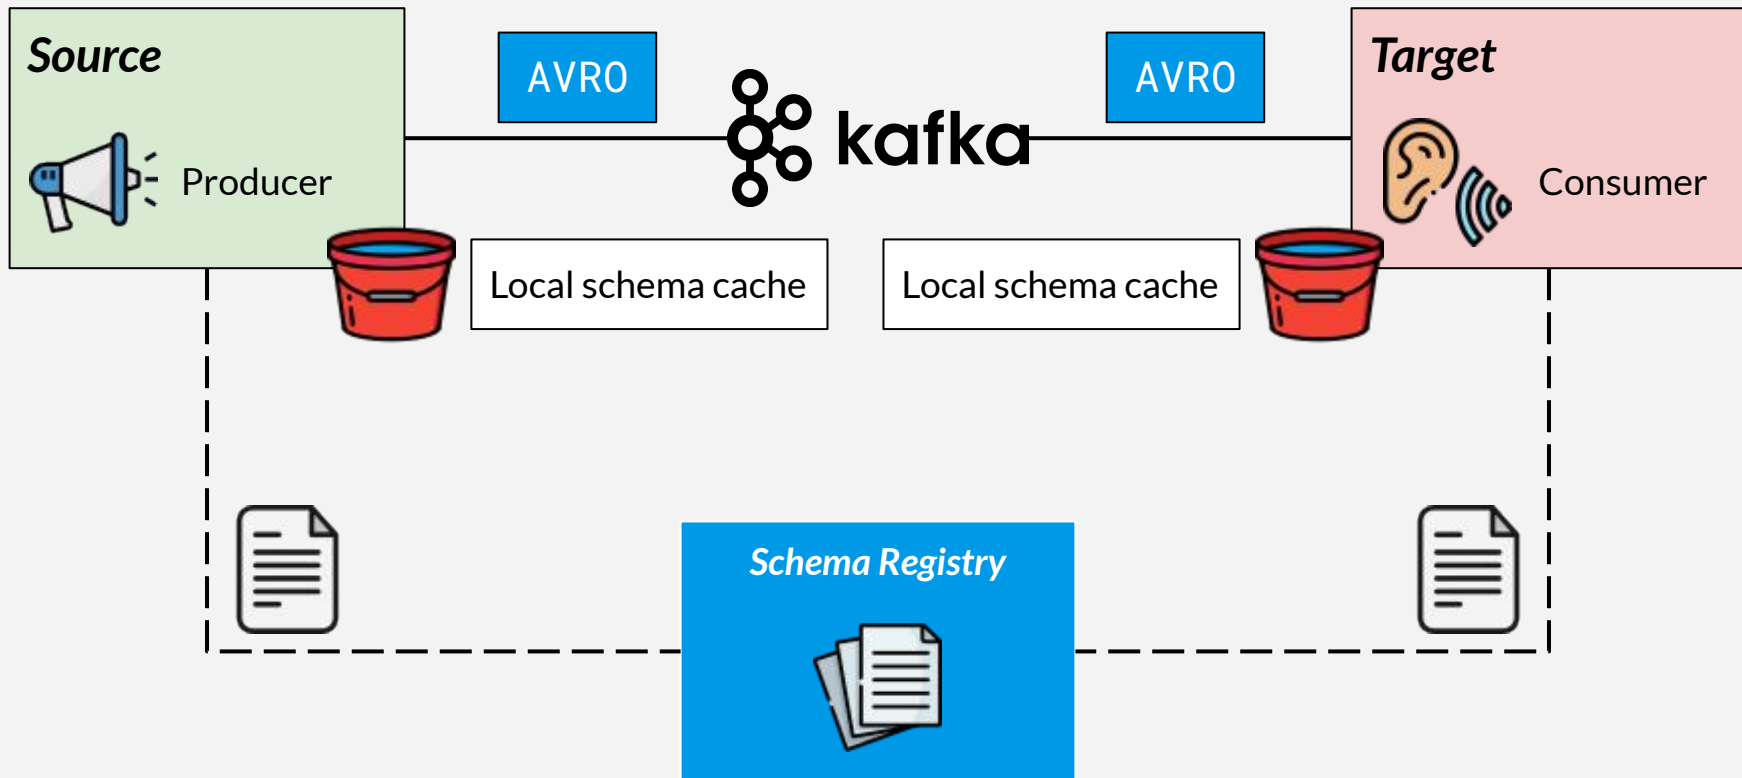 Source
AVRO
AVRO
Target
kafka
Producer
Consumer
Local schema cache
Local schema cache
Schema Registry